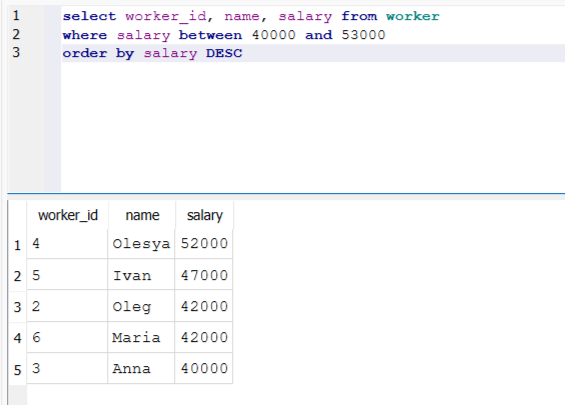 1 select worker_id, name, salary from worker
2 where salary between 40000 and 53000
3 order by salary DESC
worker_id name salary
1 4 Olesya 52000
2 5 Ivan 47000
3 2 Oleg 42000
4 6 Maria 42000
5 3 Anna 40000